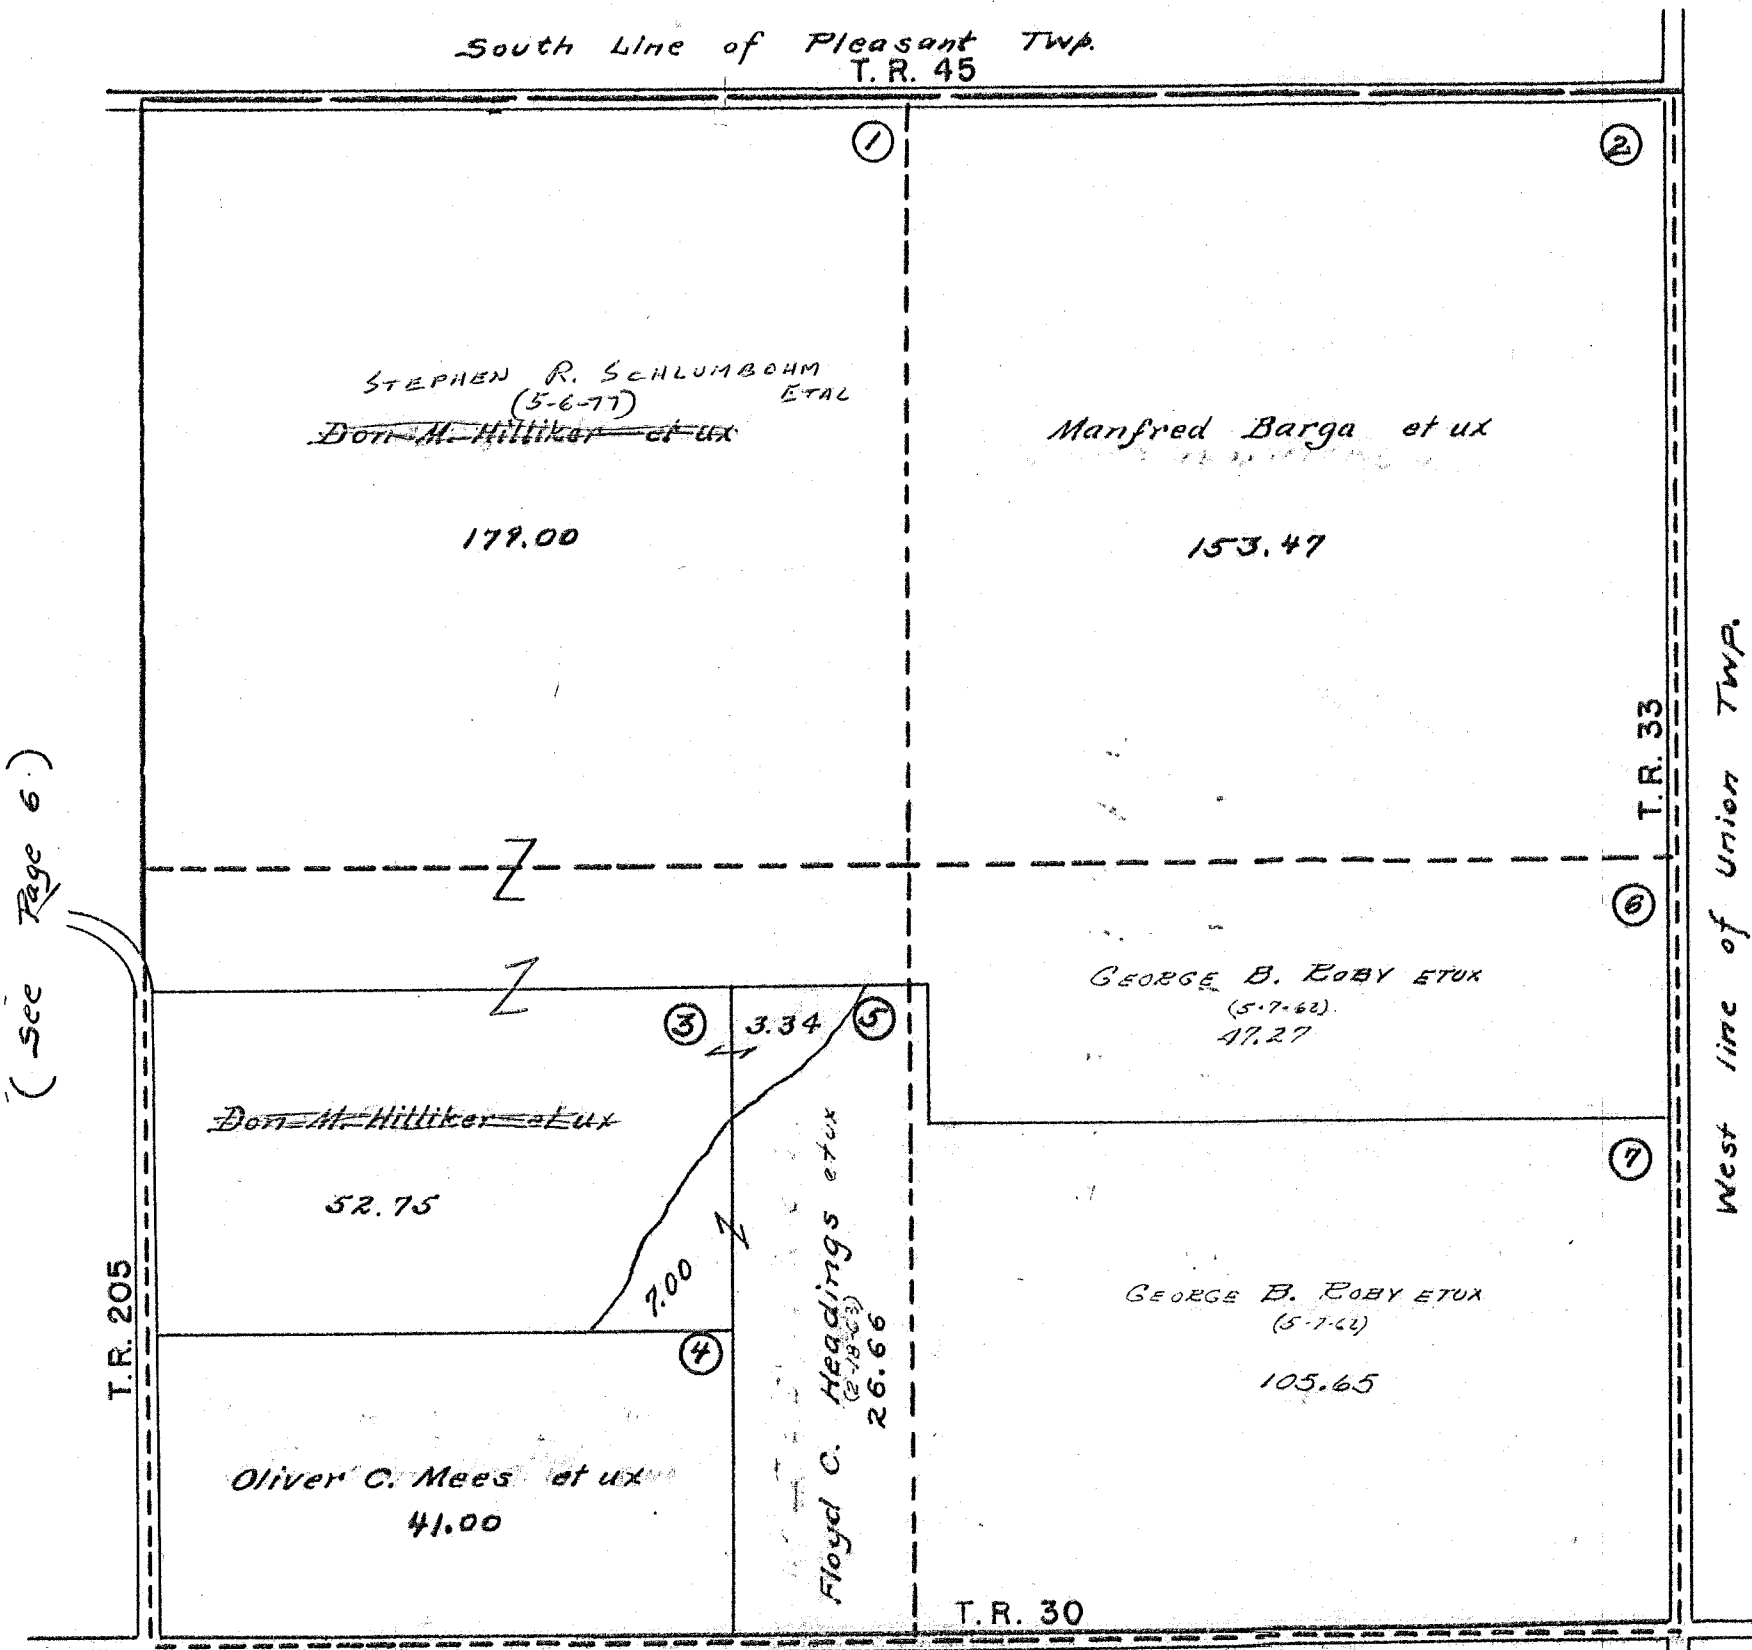 South Line of Pleasant Twp.
T. R. 45
1
2
STEPHEN R. SCHLUMBOHM
ETAL
(5-6-77)
Don M. Hilliker et ux
179.00
Manfred Barga et ux
153.47
T.R. 33
West line of Union TWP.
(See Page 6.)
6
GEORGE B. ROBY ETUX
(5-7-62)
47.27
3
3.34
5
Don M. Hilliker et ux
52.75
7.00
7
T.R. 205
Floyd C. Headings etux
(2-18-63)
26.66
GEORGE B. ROBY ETUX
(5-7-62)
105.65
4
Oliver C. Mees et ux
41.00
T. R. 30